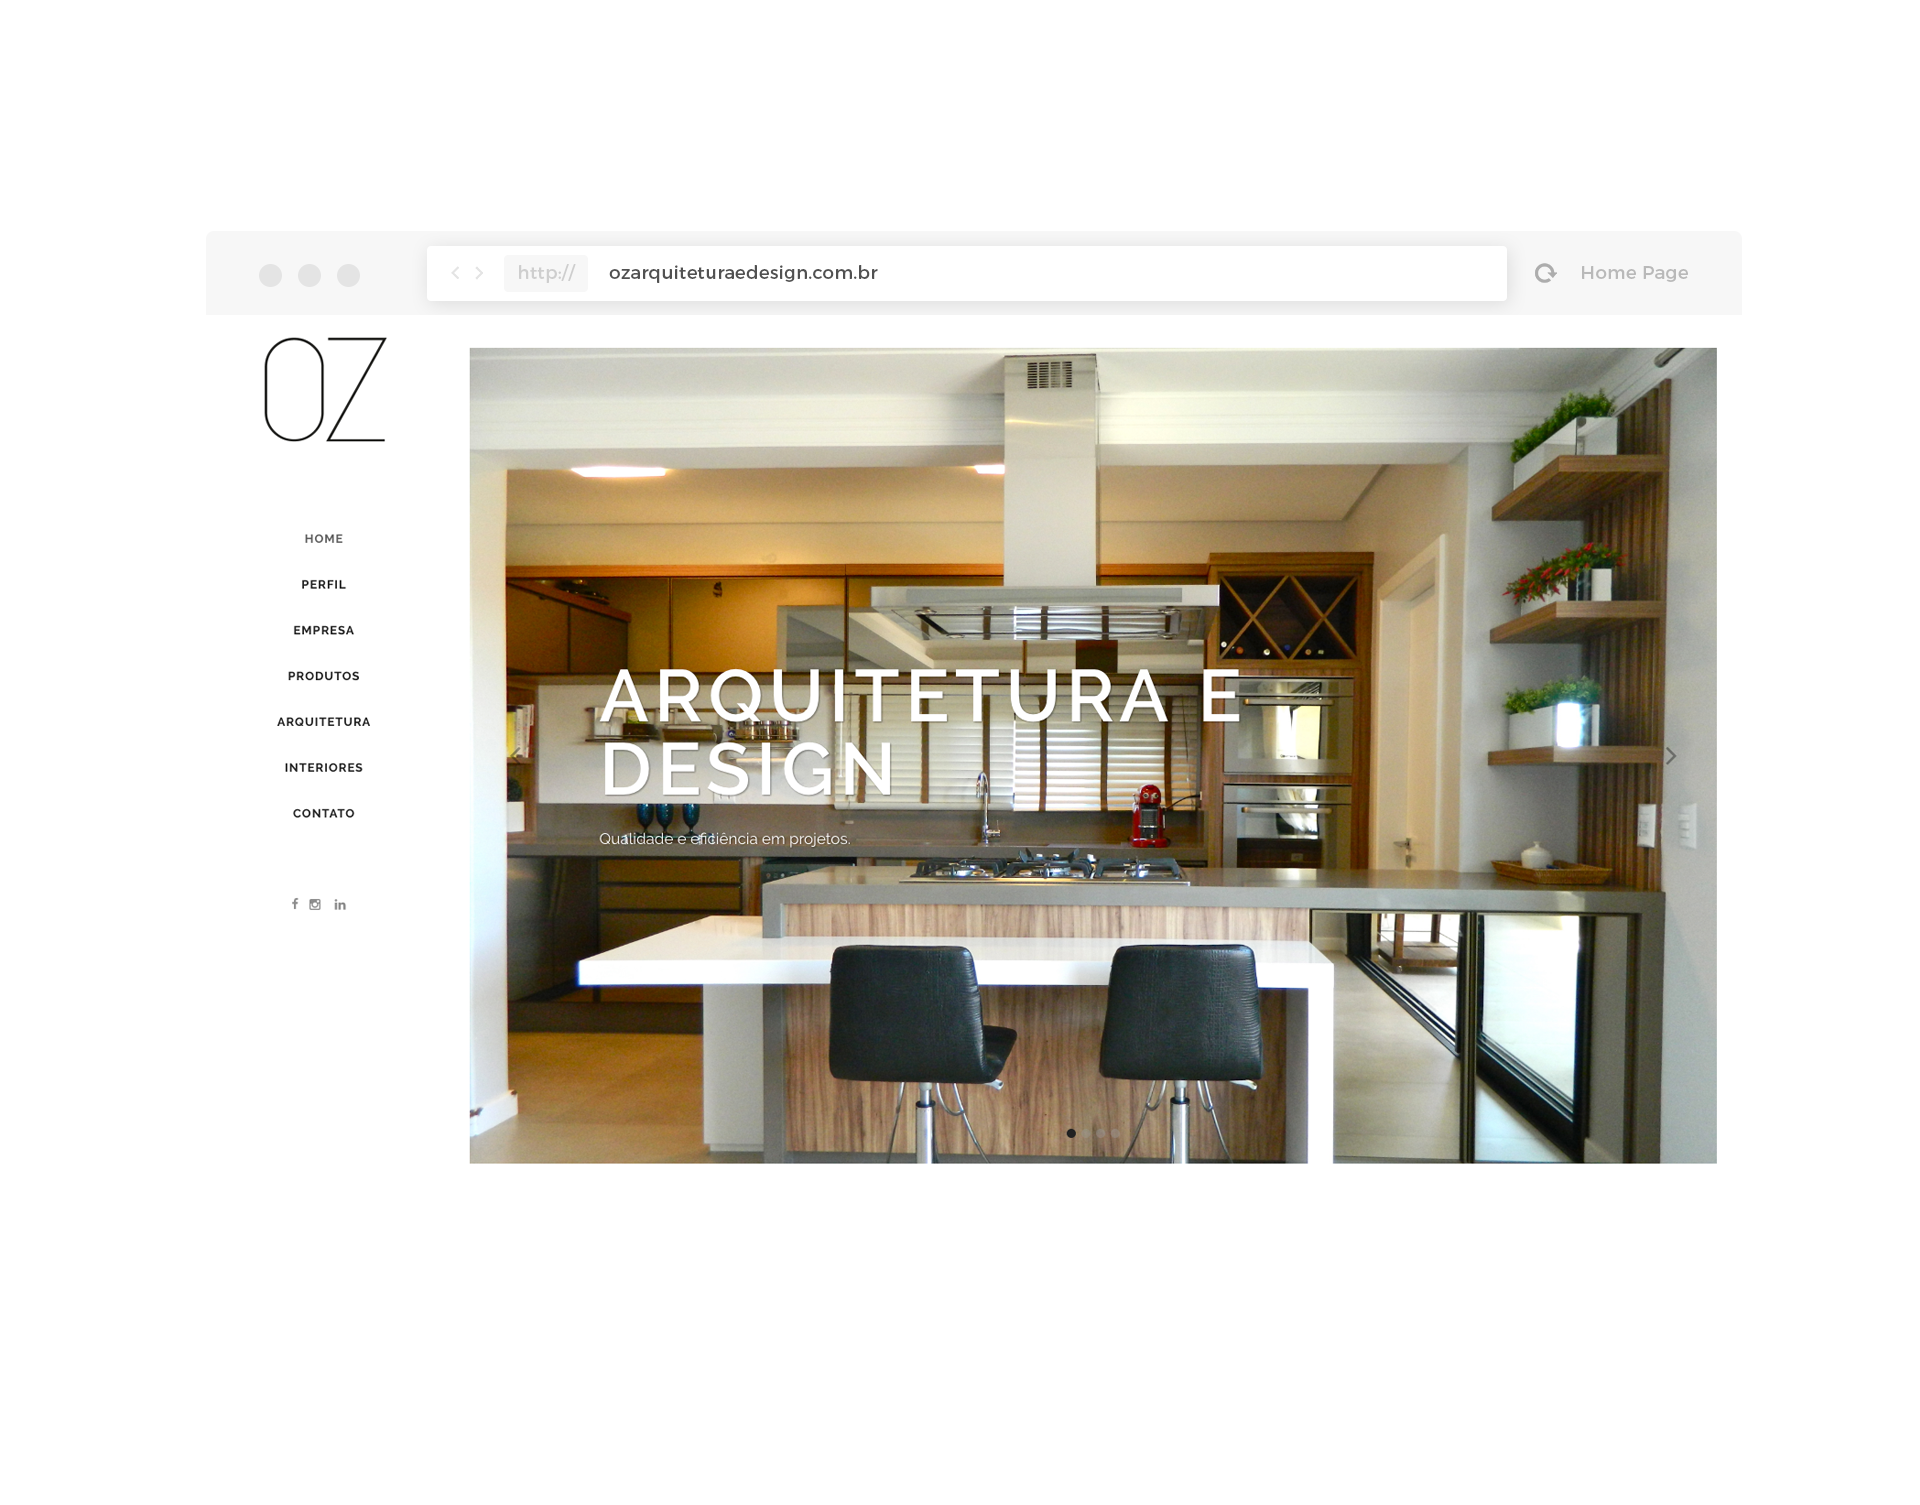 http:// ozarquiteturaedesign.com.br Home Page
OZ
HOME
PERFIL
EMPRESA
PRODUTOS
ARQUITETURA
INTERIORES
CONTATO
f in
ARQUITETURA E
DESIGN
Qualidade e eficiência em projetos.